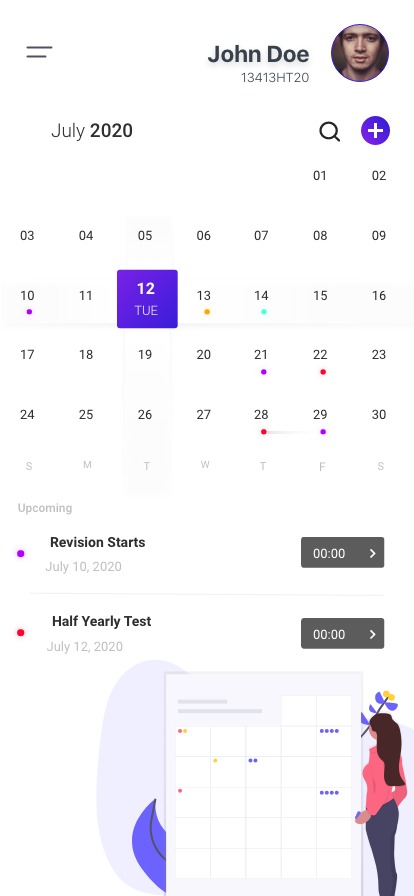 John Doe
13413HT20
July 2020
01 02
03 04 05 06 07 08 09
10 11 12 13 14 15 16
TUE
17 18 19 20 21 22 23
24 25 26 27 28 29 30
S M T W T F S
Upcoming
Revision Starts
00:00
July 10, 2020
Half Yearly Test
00:00
July 12, 2020